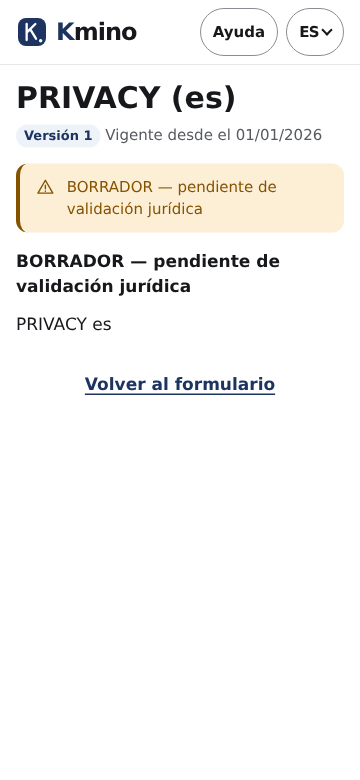 K. Kmino
Ayuda
ES
PRIVACY (es)
Versión 1 Vigente desde el 01/01/2026
BORRADOR — pendiente de
validación jurídica
BORRADOR — pendiente de
validación jurídica
PRIVACY es
Volver al formulario